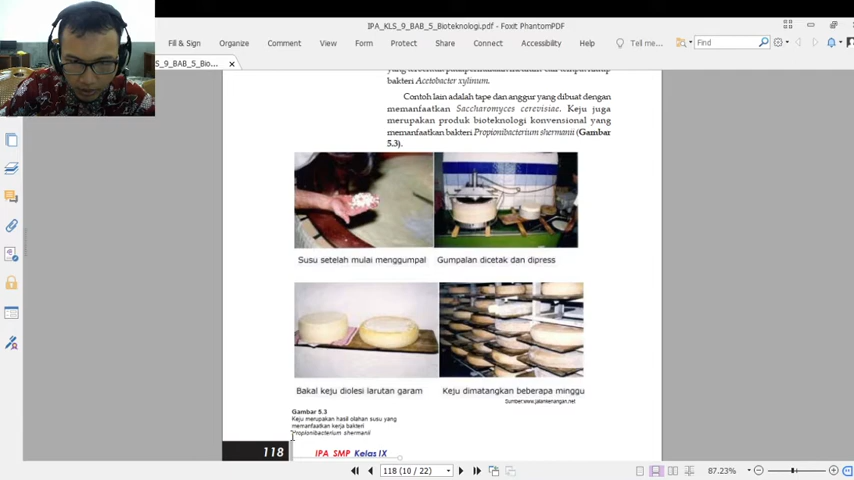 IPA_KLS_9_BAB_5_Bioteknologi.pdf - Foxit PhantomPDF
Fill & Sign Organize Comment View Form Protect Share Connect Accessibility Help Tell me... Find
S_9_BAB_5_Bio...
bakteri Acetobacter xylinum.
Contoh lain adalah tape dan anggur yang dibuat dengan
memanfaatkan Saccharomyces cerevisiae. Keju juga
merupakan produk bioteknologi konvensional yang
memanfaatkan bakteri Propionibacterium shermanii (Gambar
5.3).
Susu setelah mulai menggumpal Gumpalan dicetak dan dipress
Bakal keju diolesi larutan garam Keju dimatangkan beberapa minggu
Sumber:www.jalankenangan.net
Gambar 5.3
Keju merupakan hasil olahan susu yang
memanfaatkan kerja bakteri
Propionibacterium shermanii
118 IPA SMP Kelas IX
118 (10 / 22) 87.23%